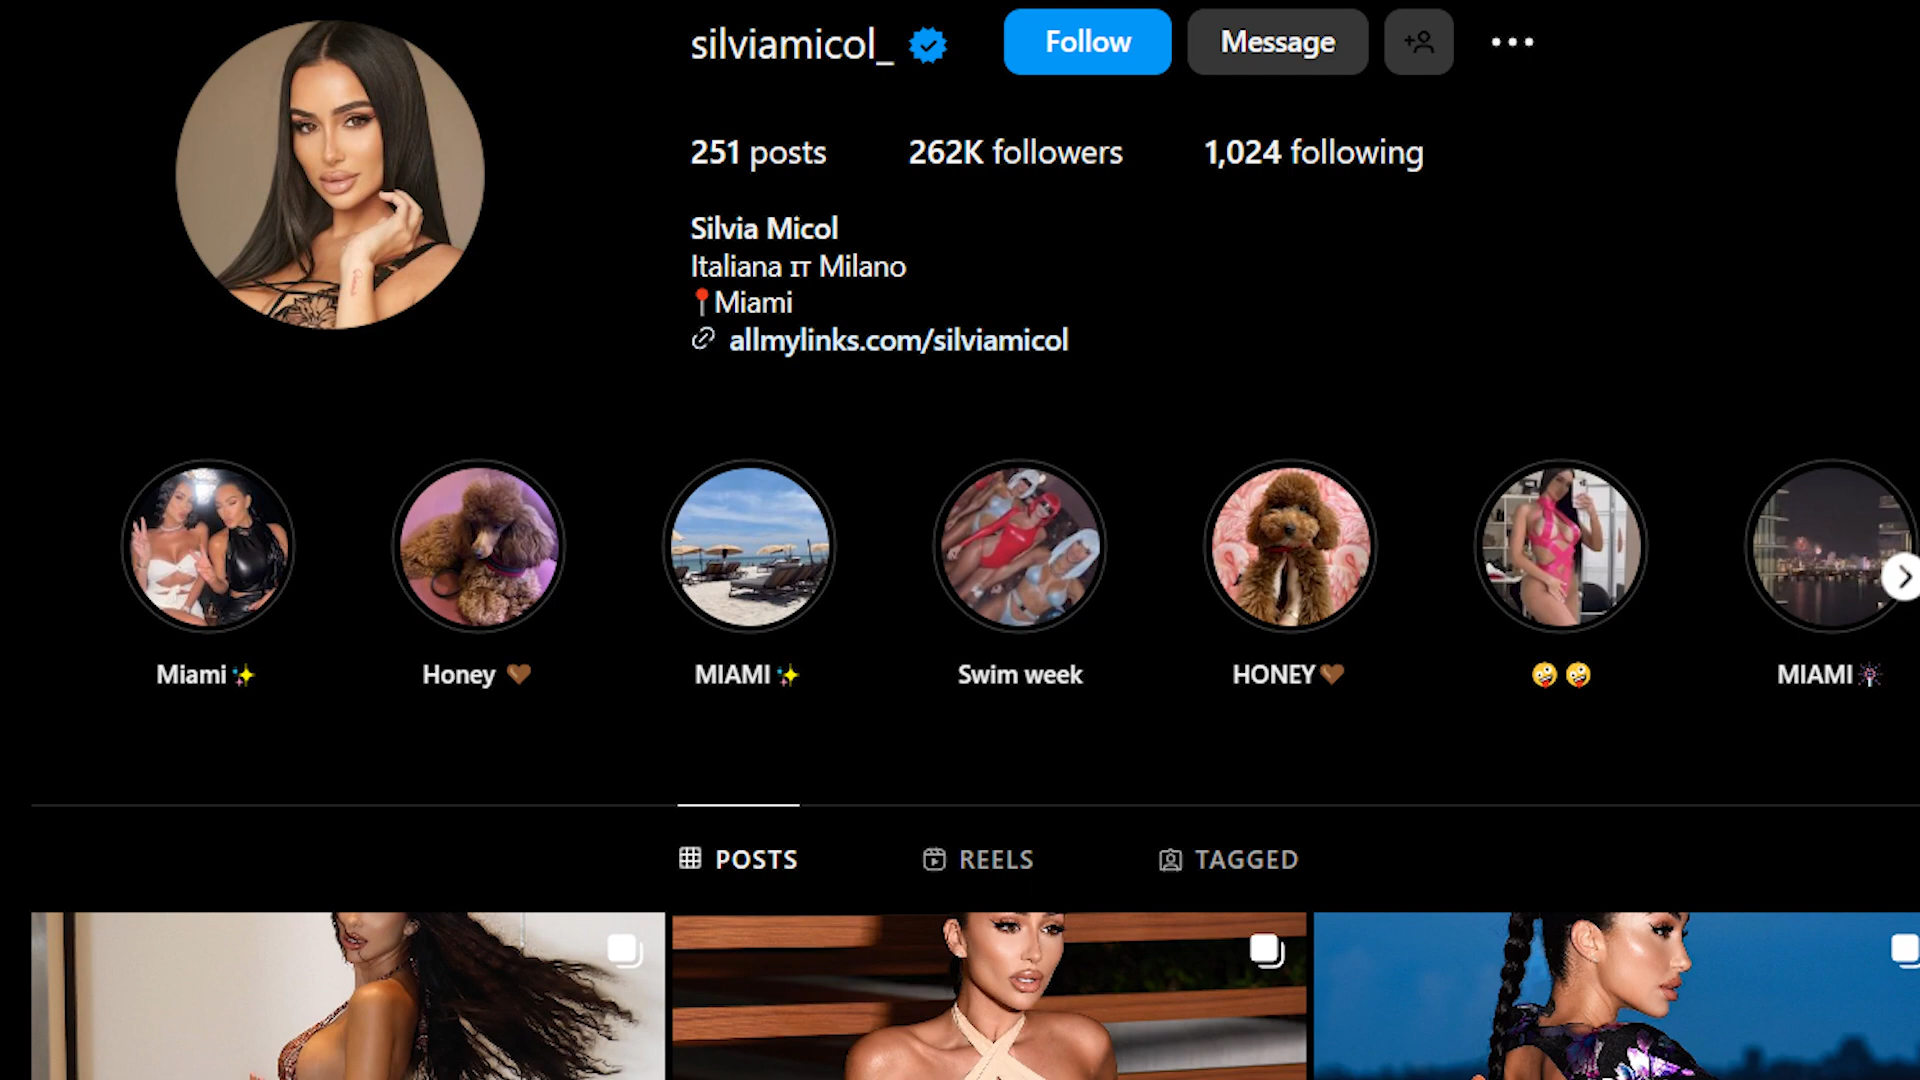 silviamicol_ Follow Message
251 posts 262K followers 1,024 following
Silvia Micol
Italiana IT Milano
📍Miami
allmylinks.com/silviamicol
Miami✨ Honey 🤎 MIAMI✨ Swim week HONEY🤎 🤪🤪 MIAMI🎇
POSTS REELS TAGGED